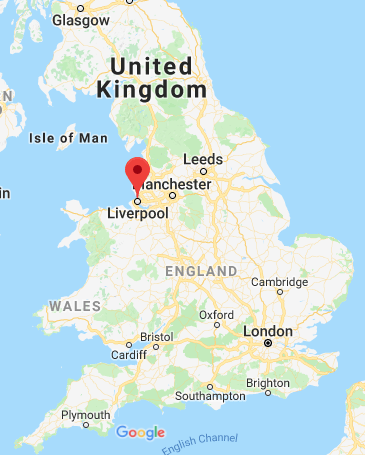 Glasgow
United
Kingdom
Isle of Man
Leeds
Manchester
Liverpool
ENGLAND
Cambridge
WALES
Oxford
London
Bristol
Cardiff
Brighton
Southampton
Plymouth
Google
English Channel